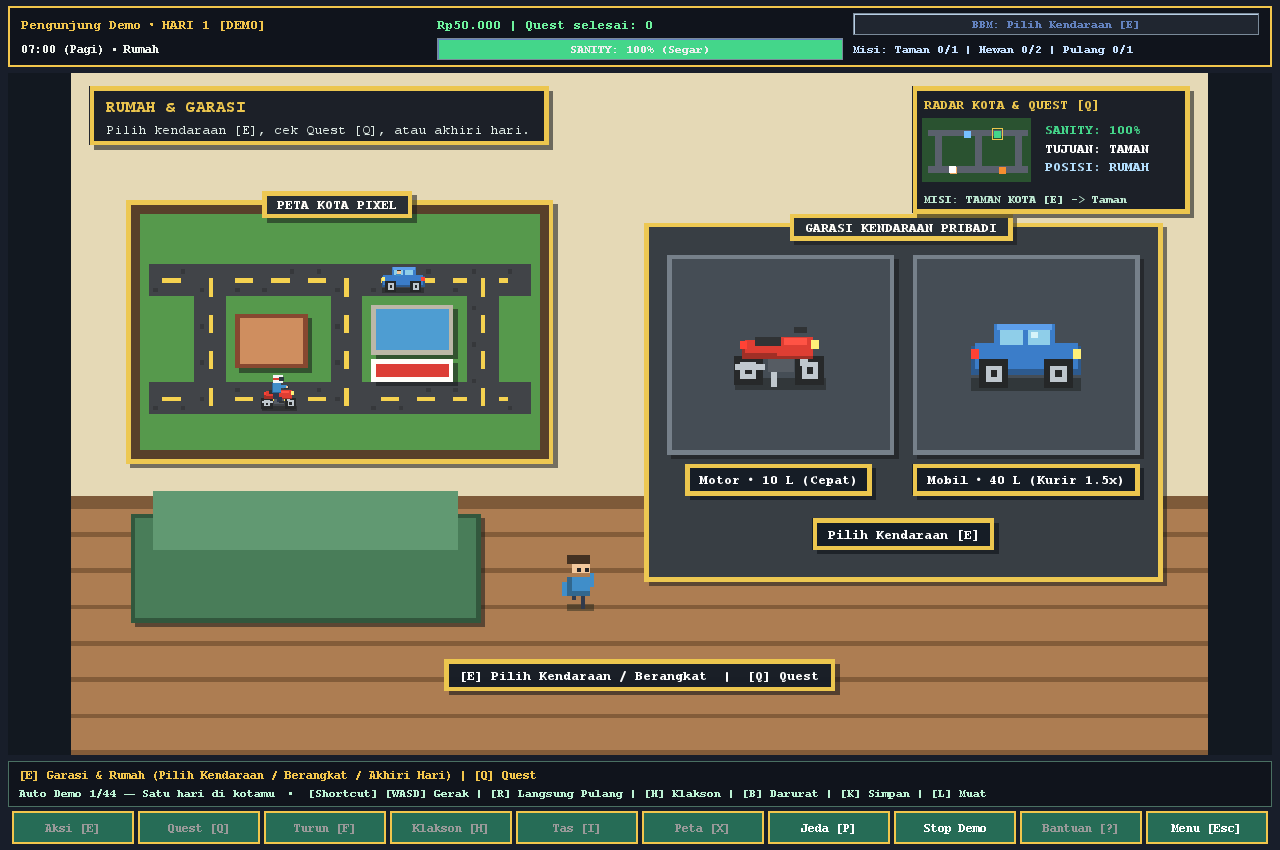 Pengunjung Demo • HARI 1 [DEMO]
Rp50.000 | Quest selesai: 0
BBM: Pilih Kendaraan [E]
07:00 (Pagi) • Rumah
SANITY: 100% (Segar)
Misi: Taman 0/1 | Hewan 0/2 | Pulang 0/1
RUMAH & GARASI
Pilih kendaraan [E], cek Quest [Q], atau akhiri hari.
RADAR KOTA & QUEST [Q]
SANITY: 100%
TUJUAN: TAMAN
POSISI: RUMAH
MISI: TAMAN KOTA [E] -> Taman
PETA KOTA PIXEL
GARASI KENDARAAN PRIBADI
Motor • 10 L (Cepat)
Mobil • 40 L (Kurir 1.5x)
Pilih Kendaraan [E]
[E] Pilih Kendaraan / Berangkat | [Q] Quest
[E] Garasi & Rumah (Pilih Kendaraan / Berangkat / Akhiri Hari) | [Q] Quest
Auto Demo 1/44 — Satu hari di kotamu • [Shortcut] [WASD] Gerak | [R] Langsung Pulang | [H] Klakson | [B] Darurat | [K] Simpan | [L] Muat
Aksi [E]
Quest [Q]
Turun [F]
Klakson [H]
Tas [I]
Peta [X]
Jeda [P]
Stop Demo
Bantuan [?]
Menu [Esc]